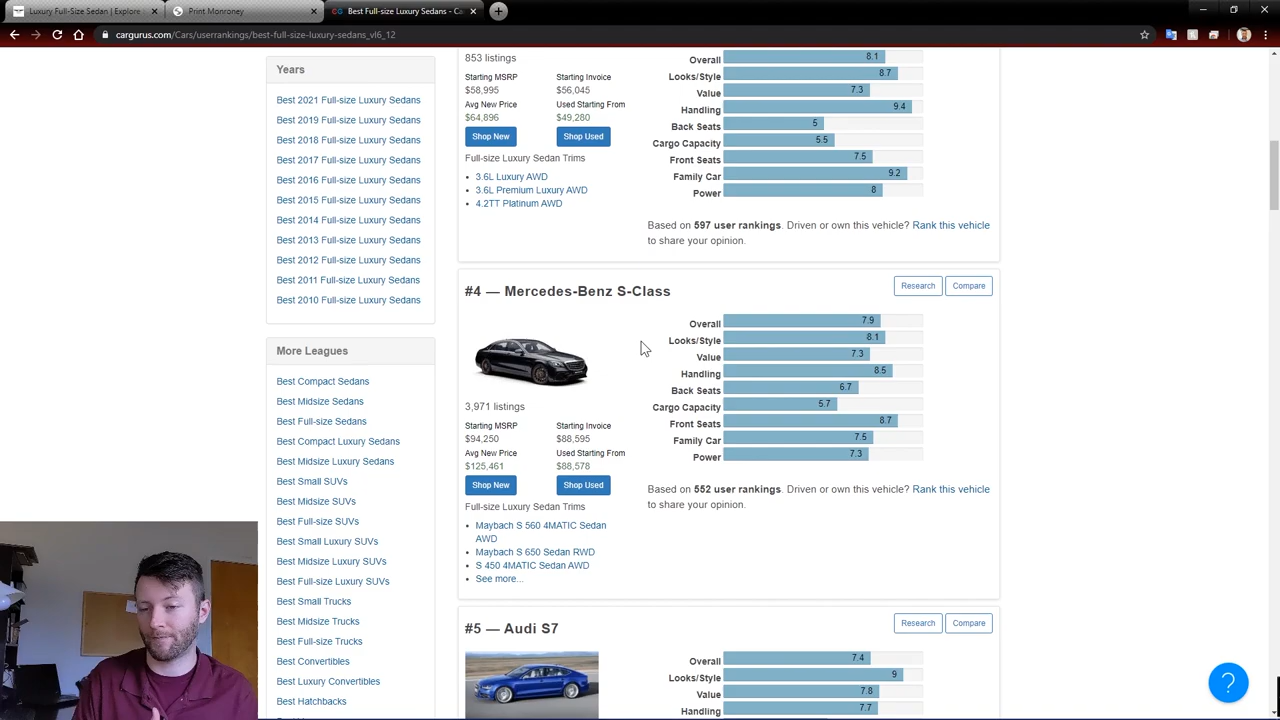 Luxury Full-Size Sedan | Explore
Print Monroney
Best Full-size Luxury Sedans - Ca
cargurus.com/Cars/userrankings/best-full-size-luxury-sedans_vl6_12
Years
Best 2021 Full-size Luxury Sedans
Best 2019 Full-size Luxury Sedans
Best 2018 Full-size Luxury Sedans
Best 2017 Full-size Luxury Sedans
Best 2016 Full-size Luxury Sedans
Best 2015 Full-size Luxury Sedans
Best 2014 Full-size Luxury Sedans
Best 2013 Full-size Luxury Sedans
Best 2012 Full-size Luxury Sedans
Best 2011 Full-size Luxury Sedans
Best 2010 Full-size Luxury Sedans
More Leagues
Best Compact Sedans
Best Midsize Sedans
Best Full-size Sedans
Best Compact Luxury Sedans
Best Midsize Luxury Sedans
Best Small SUVs
Best Midsize SUVs
Best Full-size SUVs
Best Small Luxury SUVs
Best Midsize Luxury SUVs
Best Full-size Luxury SUVs
Best Small Trucks
Best Midsize Trucks
Best Full-size Trucks
Best Convertibles
Best Luxury Convertibles
Best Hatchbacks
853 listings
Starting MSRP Starting Invoice
$58,995 $56,045
Avg New Price Used Starting From
$64,896 $49,280
Shop New Shop Used
Full-size Luxury Sedan Trims
3.6L Luxury AWD
3.6L Premium Luxury AWD
4.2TT Platinum AWD
Overall 8.1
Looks/Style 8.7
Value 7.3
Handling 9.4
Back Seats 5
Cargo Capacity 5.5
Front Seats 7.5
Family Car 9.2
Power 8
Based on 597 user rankings. Driven or own this vehicle? Rank this vehicle
to share your opinion.
#4 — Mercedes-Benz S-Class
Research Compare
3,971 listings
Starting MSRP Starting Invoice
$94,250 $88,595
Avg New Price Used Starting From
$125,461 $88,578
Shop New Shop Used
Full-size Luxury Sedan Trims
Maybach S 560 4MATIC Sedan
AWD
Maybach S 650 Sedan RWD
S 450 4MATIC Sedan AWD
See more...
Overall 7.9
Looks/Style 8.1
Value 7.3
Handling 8.5
Back Seats 6.7
Cargo Capacity 5.7
Front Seats 8.7
Family Car 7.5
Power 7.3
Based on 552 user rankings. Driven or own this vehicle? Rank this vehicle
to share your opinion.
#5 — Audi S7
Research Compare
Overall 7.4
Looks/Style 9
Value 7.8
Handling 7.7
?